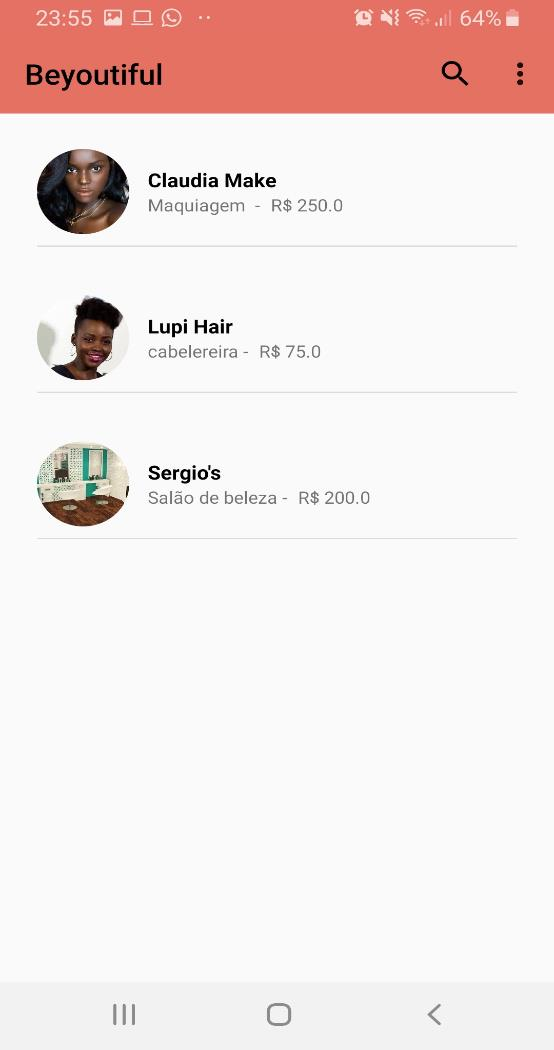 23:55 64%
Beyoutiful
Claudia Make
Maquiagem - R$ 250.0
Lupi Hair
cabelereira - R$ 75.0
Sergio's
Salão de beleza - R$ 200.0